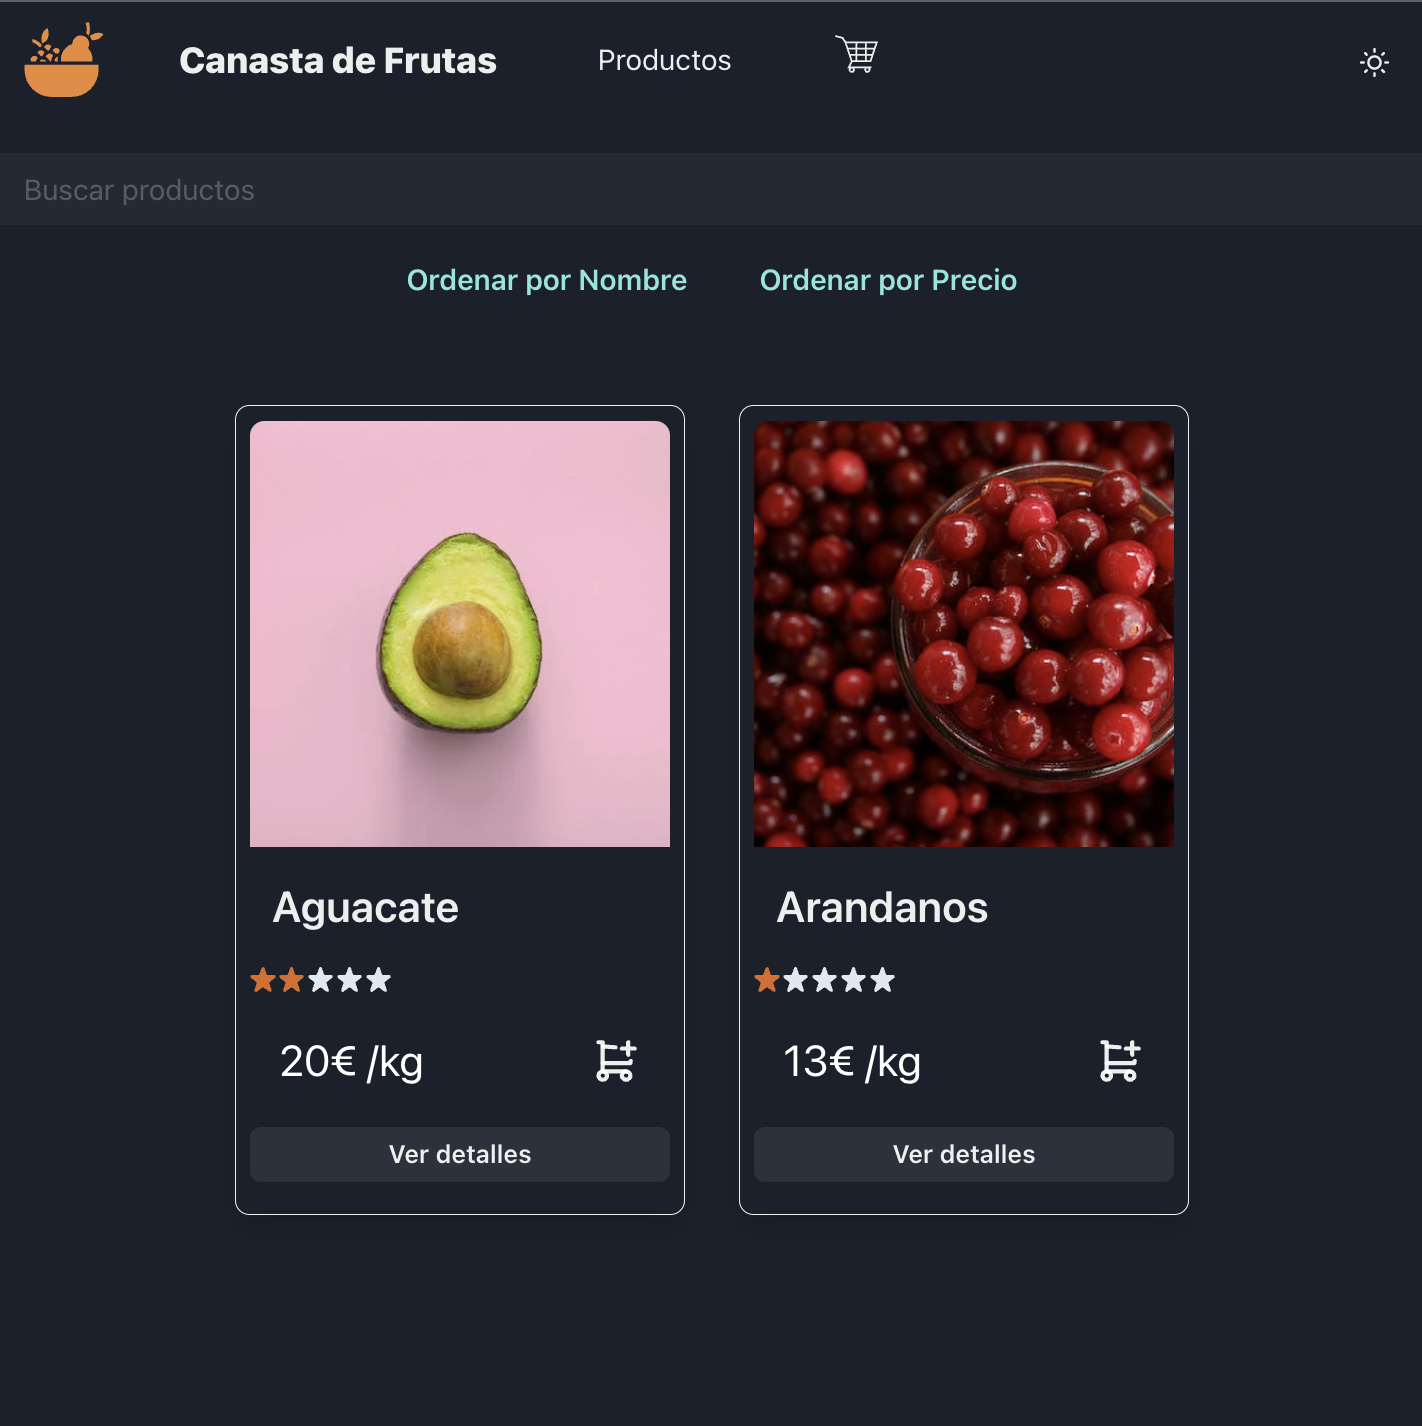 Canasta de Frutas
Productos
Buscar productos
Ordenar por Nombre
Ordenar por Precio
Aguacate
20€ /kg
Ver detalles
Arandanos
13€ /kg
Ver detalles